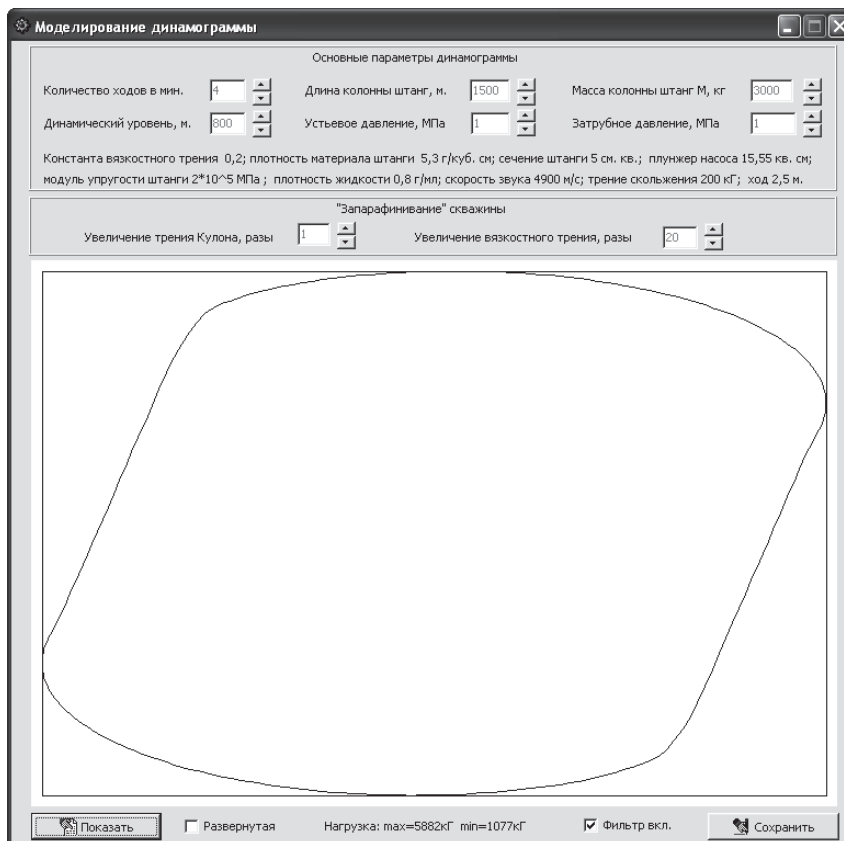 Моделирование динамограммы
Основные параметры динамограммы
Количество ходов в мин. 4 Длина колонны штанг, м. 1500 Масса колонны штанг М, кг 3000
Динамический уровень, м. 800 Устьевое давление, МПа 1 Затрубное давление, МПа 1
Константа вязкостного трения 0,2; плотность материала штанги 5,3 г/куб. см; сечение штанги 5 см. кв.; плунжер насоса 15,55 кв. см;
модуль упругости штанги 2*10^5 МПа ; плотность жидкости 0,8 г/мл; скорость звука 4900 м/с; трение скольжения 200 кГ; ход 2,5 м.
"Запарафинивание" скважины
Увеличение трения Кулона, разы 1 Увеличение вязкостного трения, разы 20
Показать Развернутая Нагрузка: max=5882кГ min=1077кГ Фильтр вкл. Сохранить